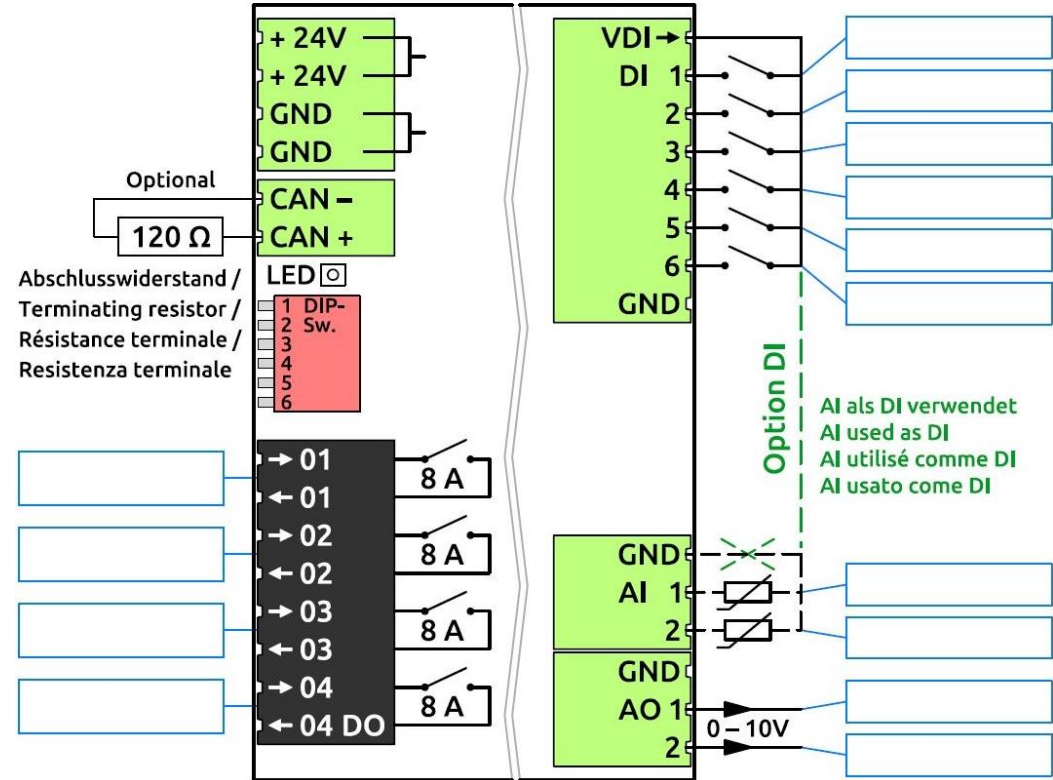 + 24V
+ 24V
GND
GND
Optional
CAN –
CAN +
120 Ω
Abschlusswiderstand /
Terminating resistor /
Résistance terminale /
Resistenza terminale
LED
1 DIP-
2 Sw.
3
4
5
6
→ 01
← 01
8 A
→ 02
← 02
8 A
→ 03
← 03
8 A
→ 04
← 04 DO
8 A
VDI →
DI 1
2
3
4
5
6
GND
Option DI
AI als DI verwendet
AI used as DI
AI utilisé comme DI
AI usato come DI
GND
AI 1
2
GND
AO 1
0 – 10V
2